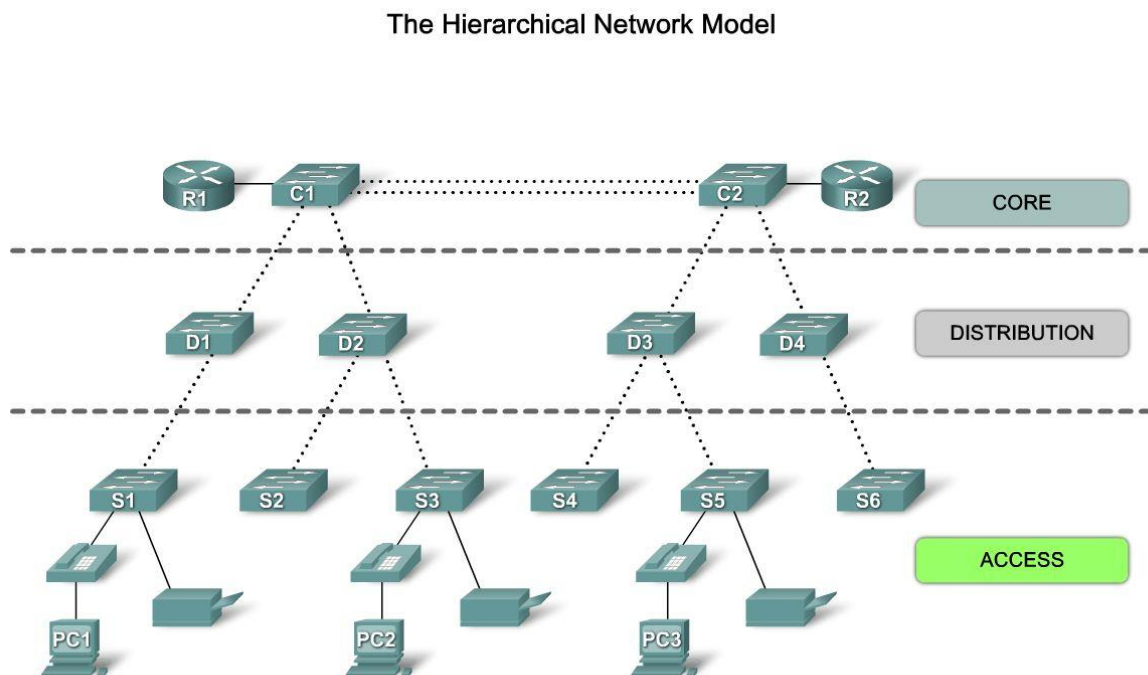 The Hierarchical Network Model
R1 C1 C2 R2 CORE
D1 D2 D3 D4 DISTRIBUTION
S1 S2 S3 S4 S5 S6
ACCESS
PC1 PC2 PC3